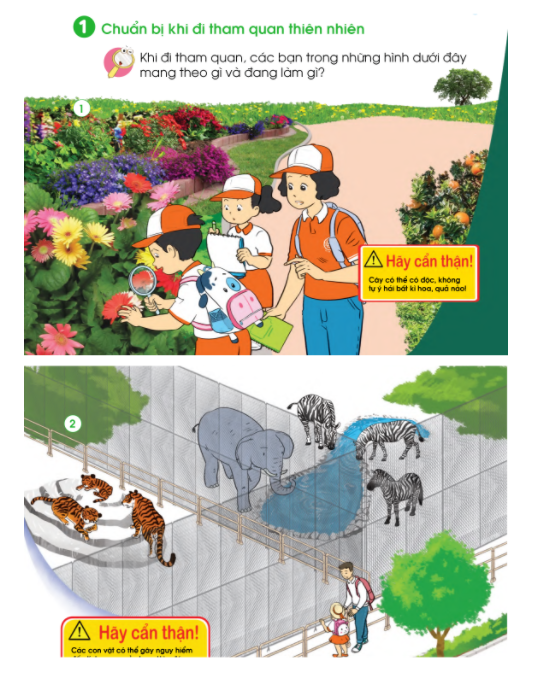 1 Chuẩn bị khi đi tham quan thiên nhiên
Khi đi tham quan, các bạn trong những hình dưới đây
mang theo gì và đang làm gì?
1
Hãy cẩn thận!
Cây có thể có độc, không
tự ý hái bất kì hoa, quả nào!
2
Hãy cẩn thận!
Các con vật có thể gây nguy hiểm